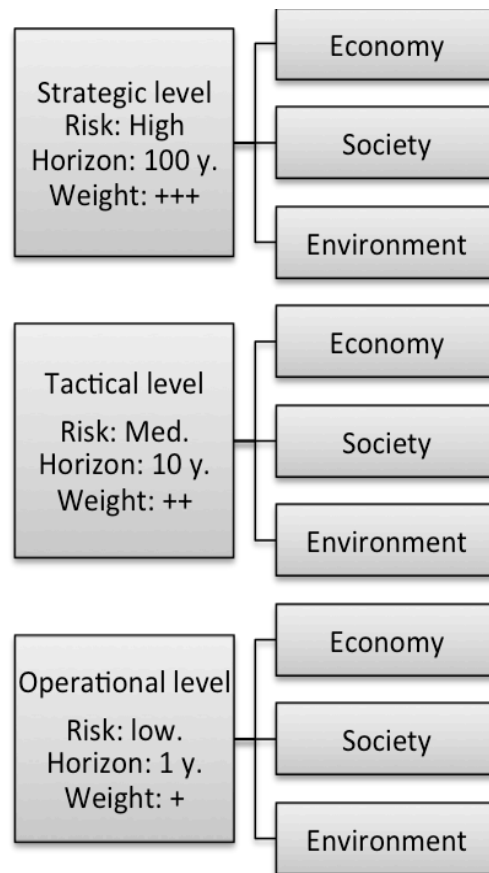 Strategic level
Risk: High
Horizon: 100 y.
Weight: +++
Economy
Society
Environment
Tactical level
Risk: Med.
Horizon: 10 y.
Weight: ++
Economy
Society
Environment
Operational level
Risk: low.
Horizon: 1 y.
Weight: +
Economy
Society
Environment